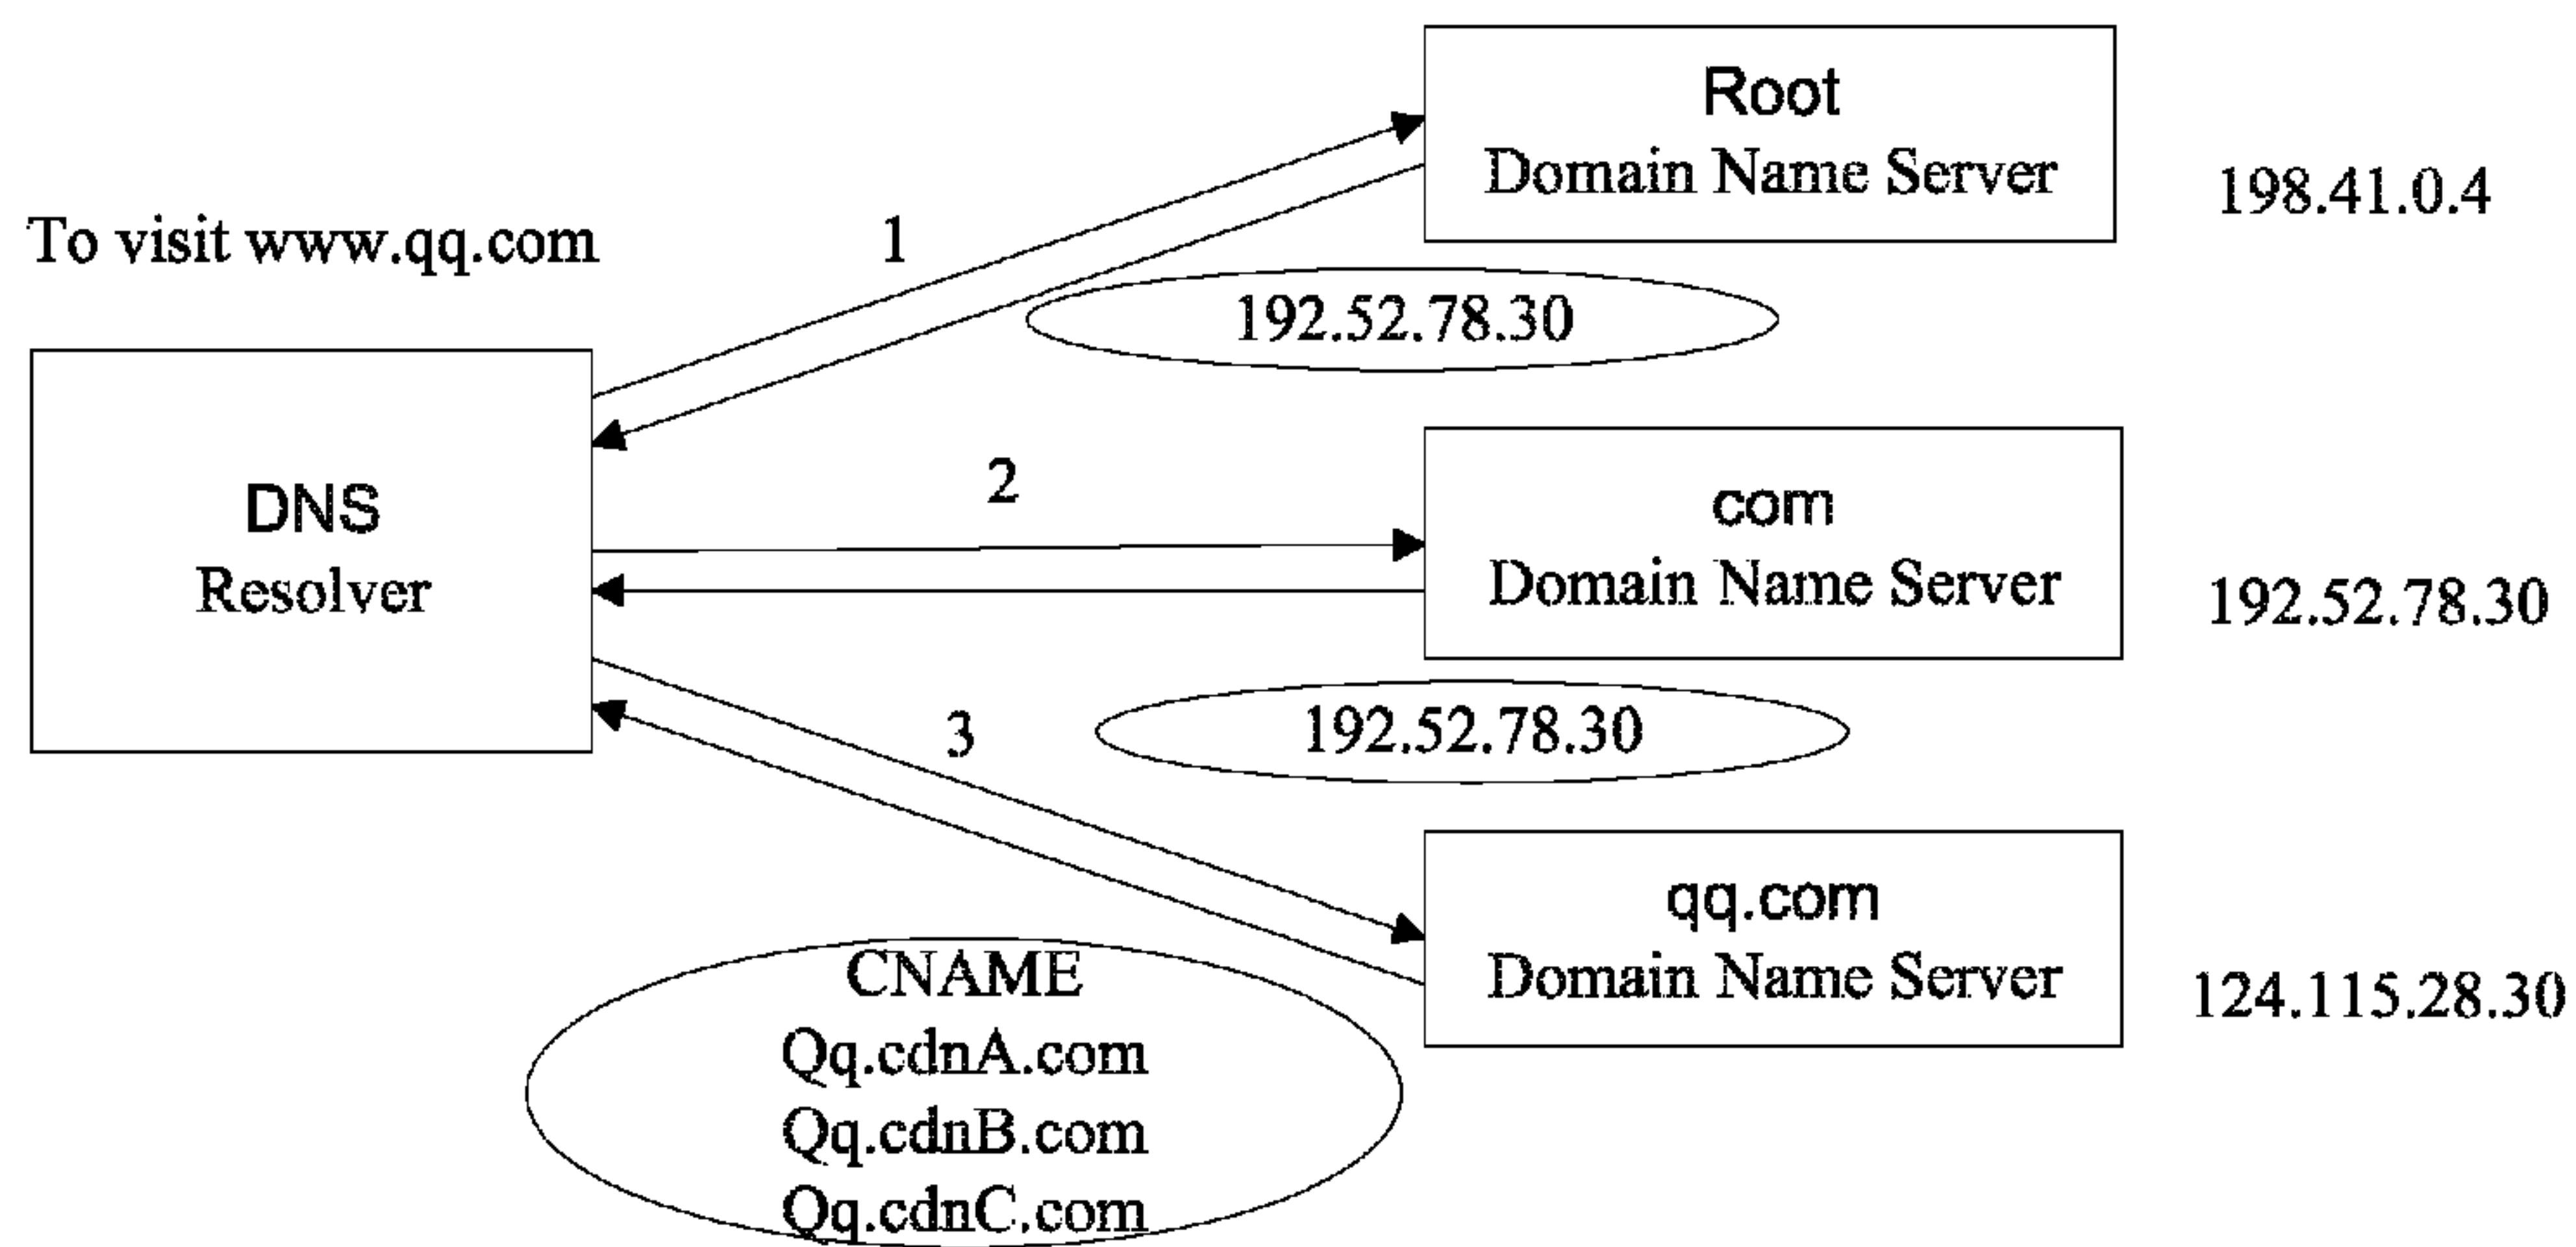 Root
Domain Name Server
198.41.0.4
To visit www.qq.com
1
192.52.78.30
DNS
Resolver
2
com
Domain Name Server
192.52.78.30
3
192.52.78.30
qq.com
Domain Name Server
124.115.28.30
CNAME
Qq.cdnA.com
Qq.cdnB.com
Qq.cdnC.com